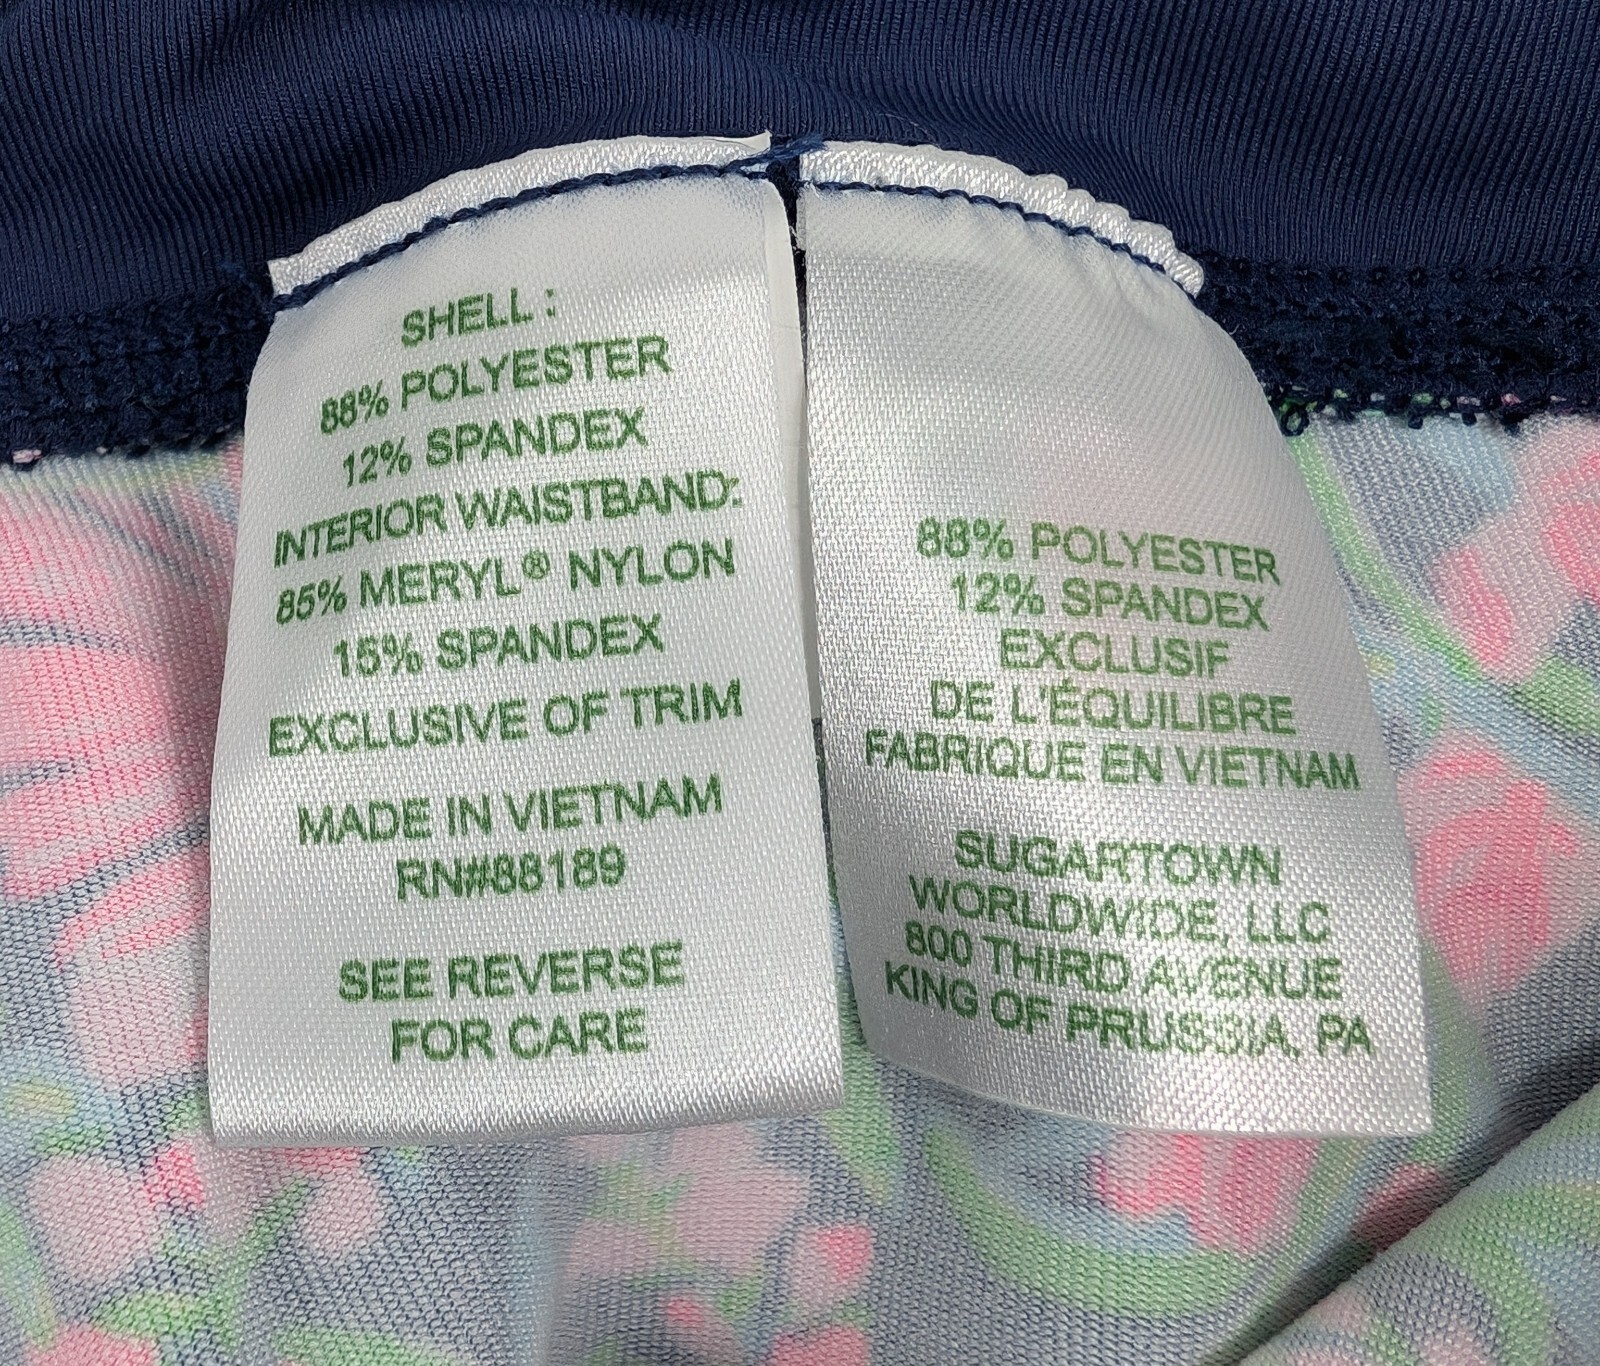 SHELL :
88% POLYESTER
12% SPANDEX
INTERIOR WAISTBAND:
85% MERYL® NYLON
15% SPANDEX
EXCLUSIVE OF TRIM
MADE IN VIETNAM
RN#88189
SEE REVERSE
FOR CARE
88% POLYESTER
12% SPANDEX
EXCLUSIF
DE L'ÉQUILIBRE
FABRIQUE EN VIETNAM
SUGARTOWN
WORLDWIDE, LLC
800 THIRD AVENUE
KING OF PRUSSIA, PA